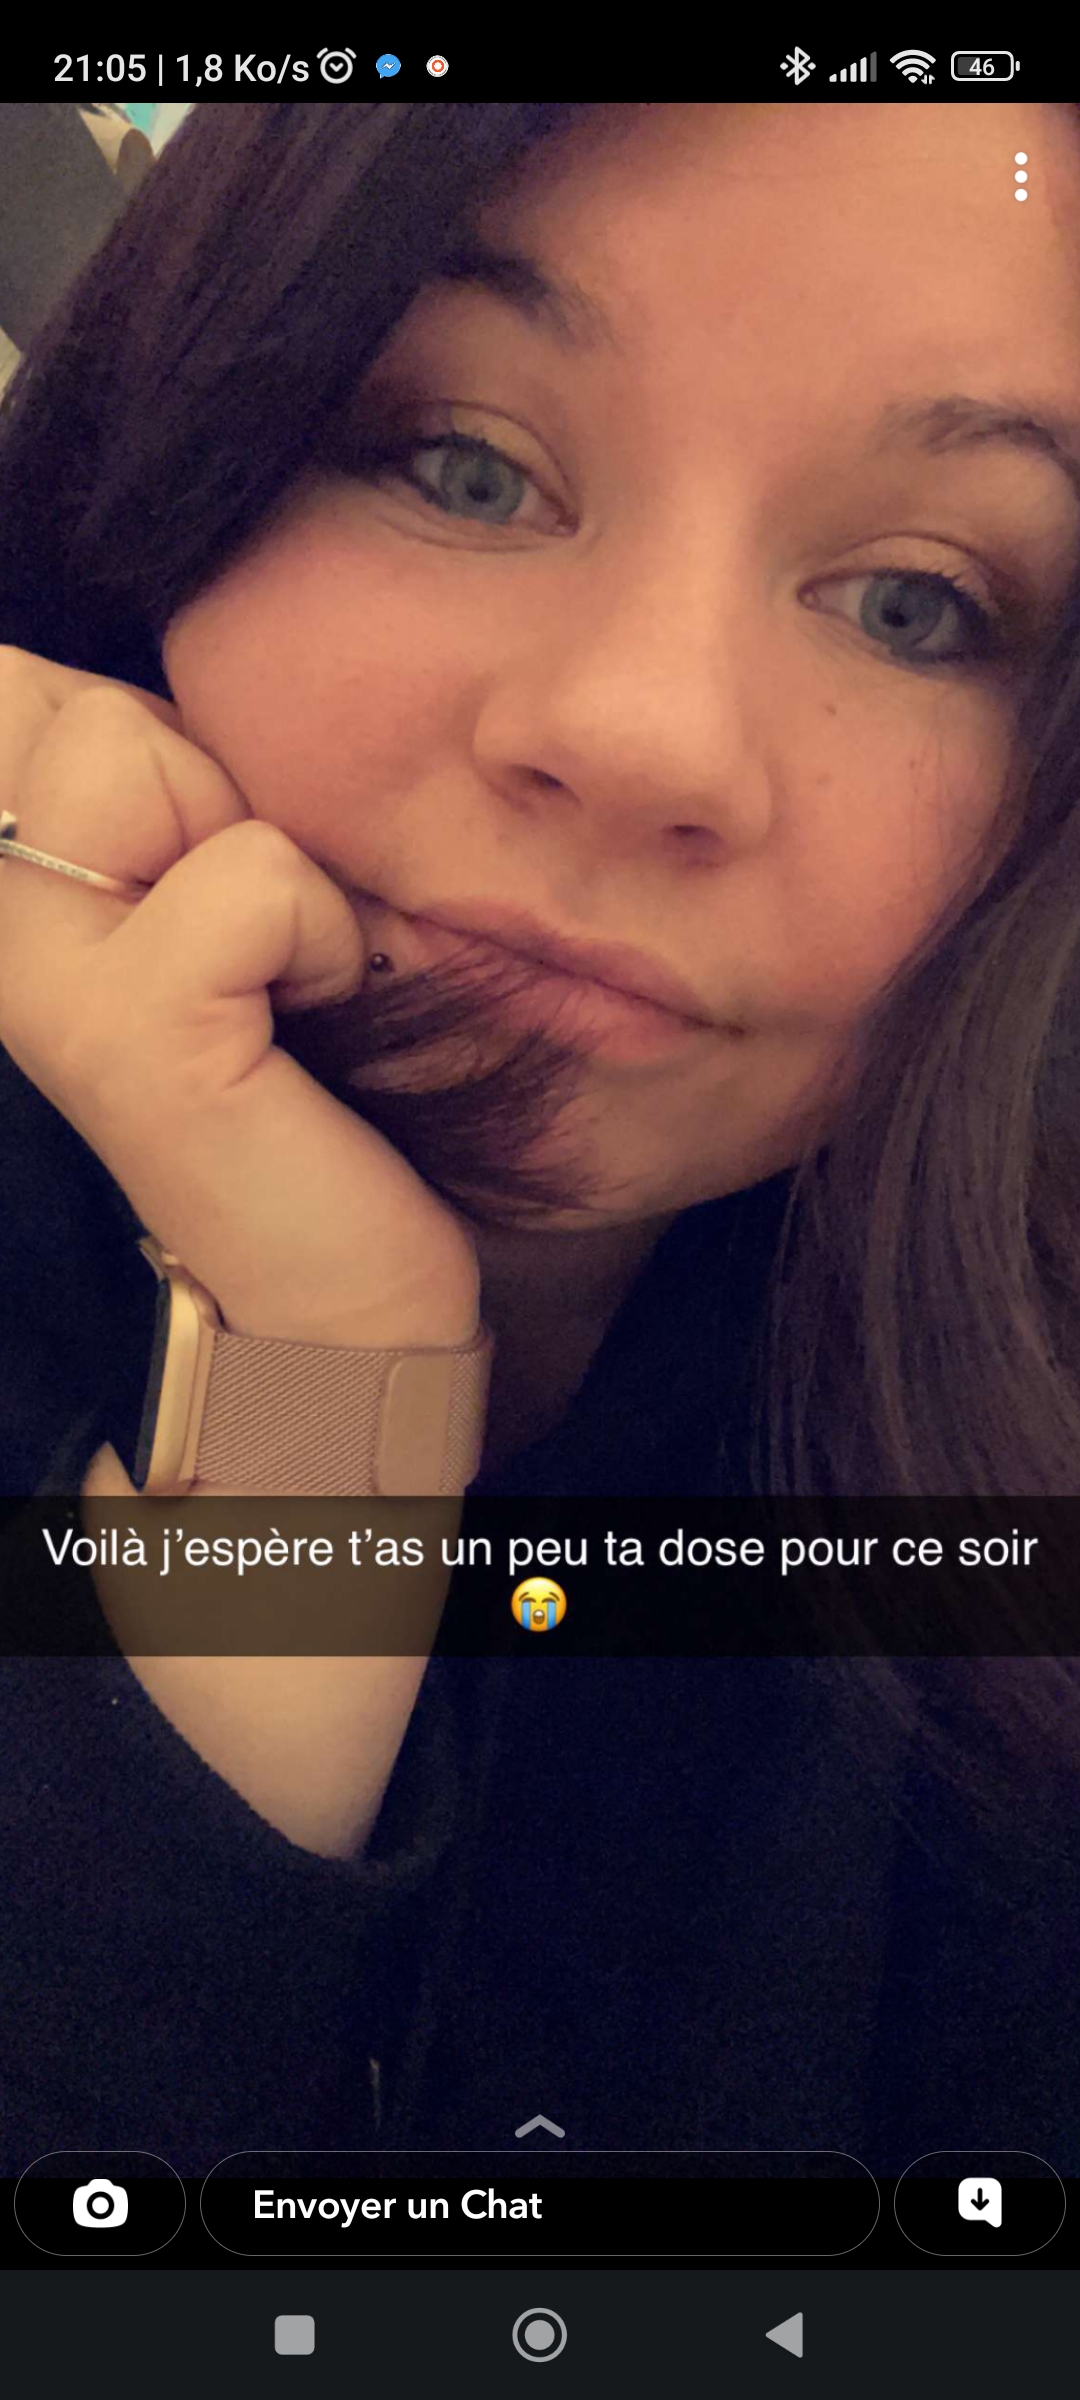 21:05 | 1,8 Ko/s
46
Voilà j’espère t’as un peu ta dose pour ce soir
😭
Envoyer un Chat